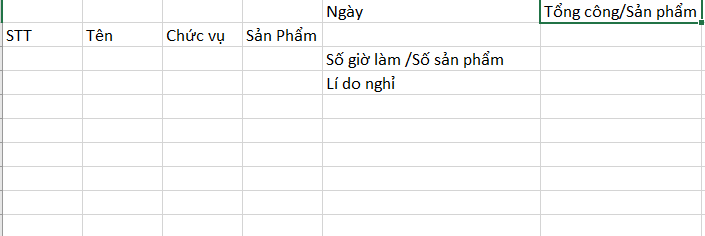 Ngày Tổng công/Sản phẩm
STT Tên Chức vụ Sản Phẩm
Số giờ làm /Số sản phẩm
Lí do nghỉ